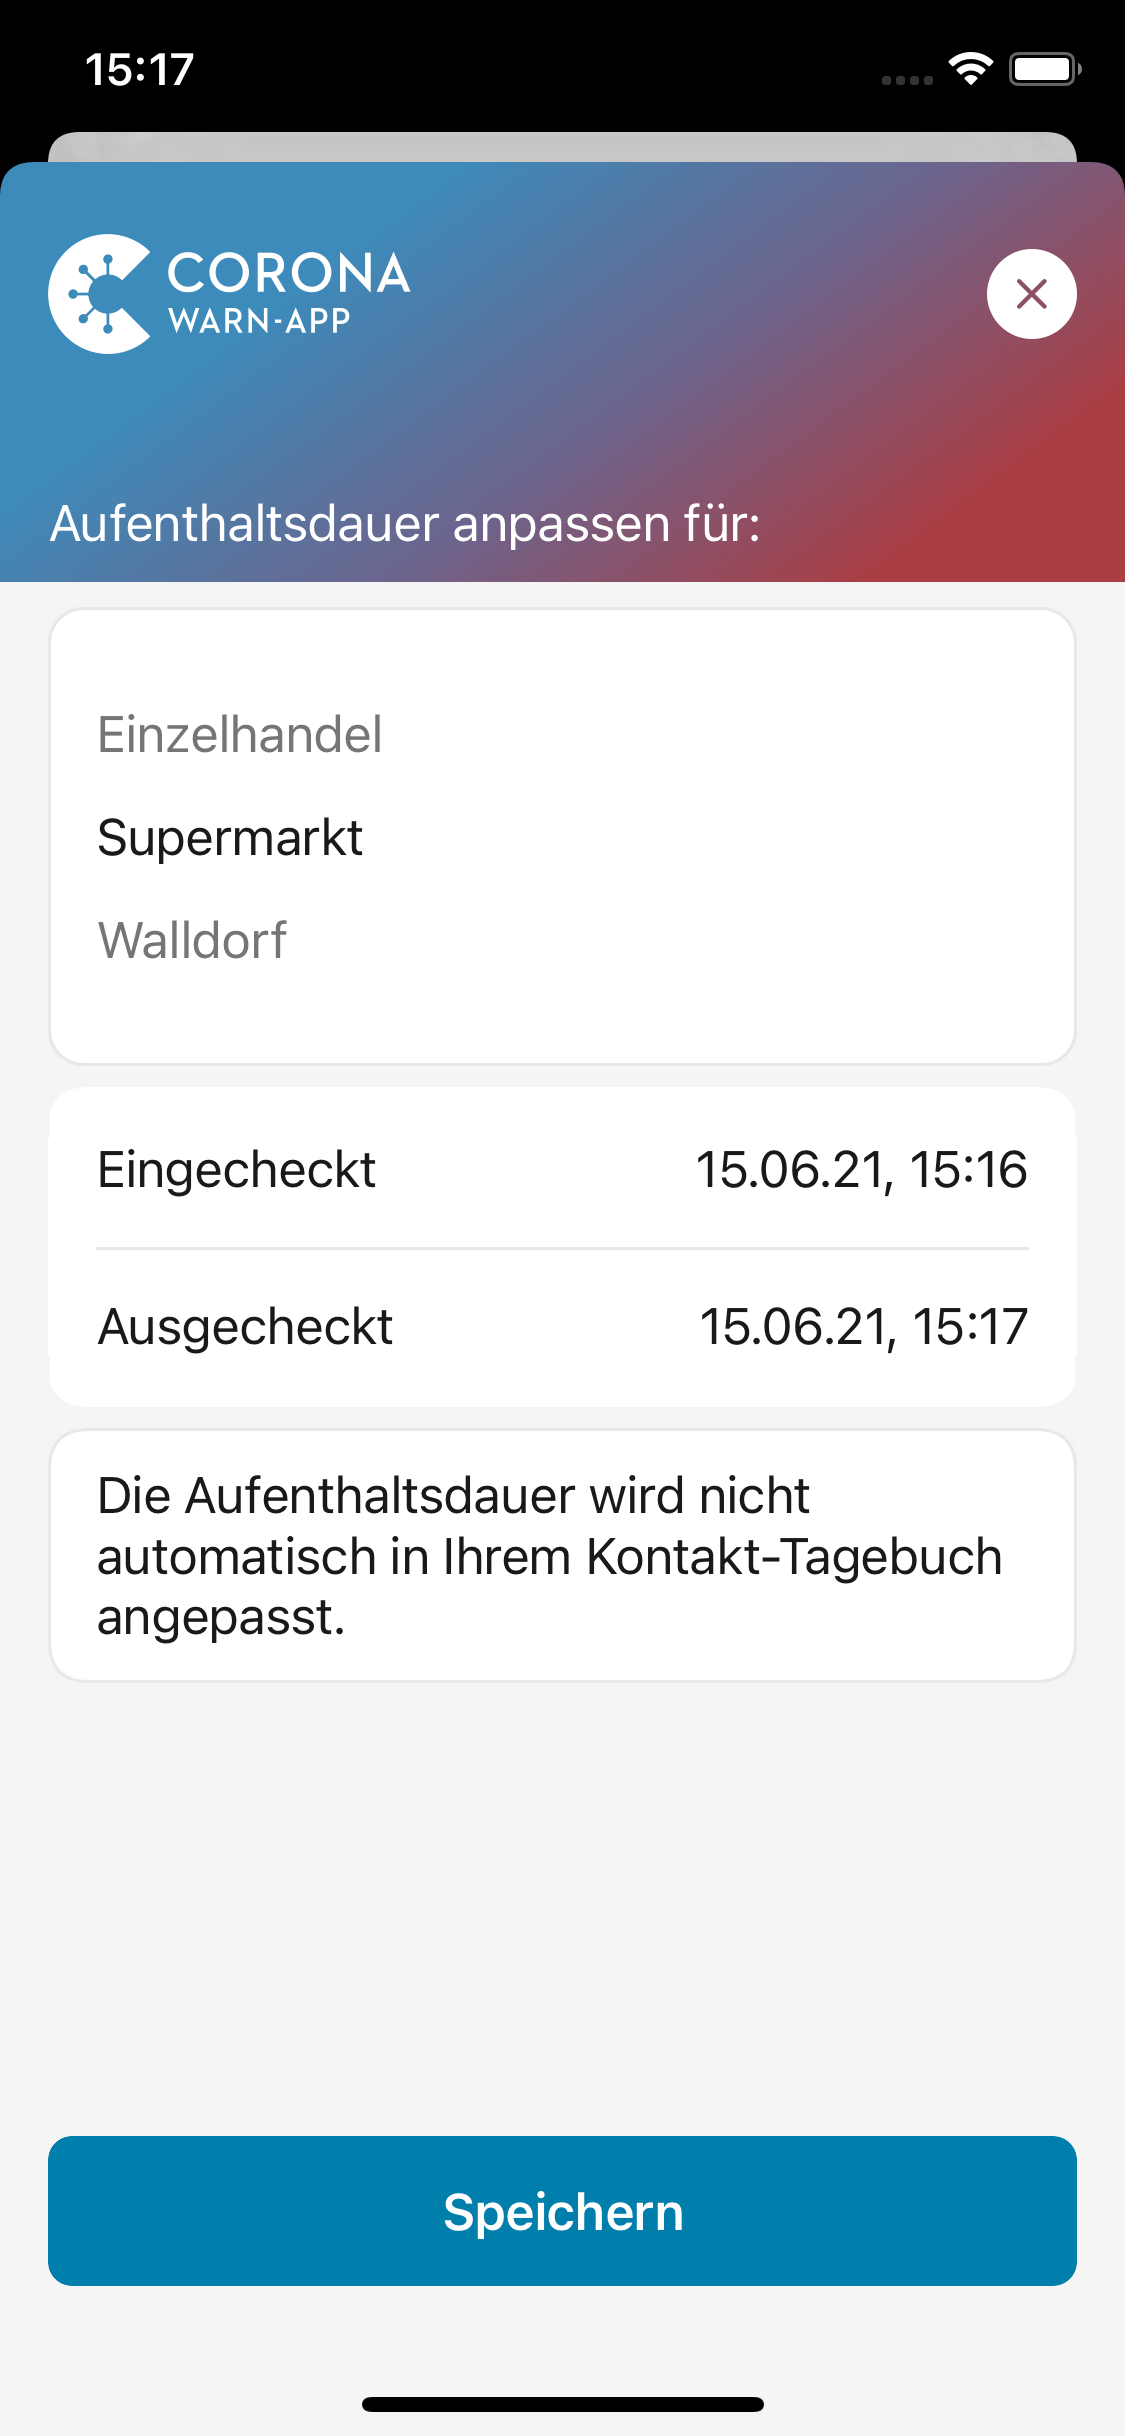 15:17
CORONA
WARN-APP
Aufenthaltsdauer anpassen für:
Einzelhandel
Supermarkt
Walldorf
Eingecheckt 15.06.21, 15:16
Ausgecheckt 15.06.21, 15:17
Die Aufenthaltsdauer wird nicht
automatisch in Ihrem Kontakt-Tagebuch
angepasst.
Speichern